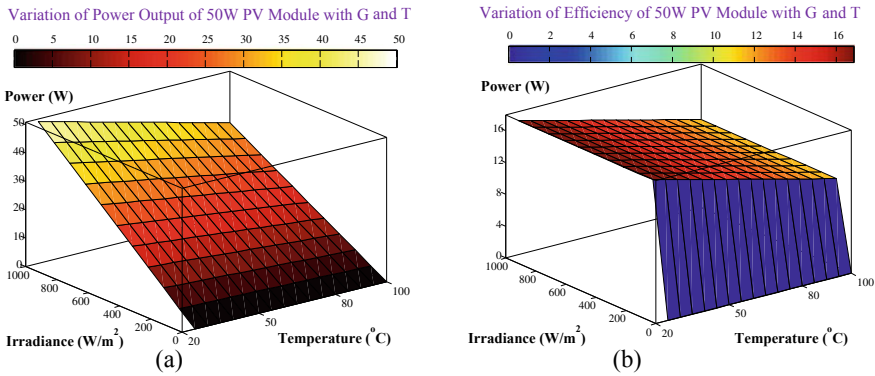 Variation of Power Output of 50W PV Module with G and T
0 5 10 15 20 25 30 35 40 45 50
Power (W)
50
40
30
20
10
0
1000
800
600
400
200
0
20
50
80
100
Irradiance (W/m²)
Temperature (°C)
(a)
Variation of Efficiency of 50W PV Module with G and T
0 2 4 6 8 10 12 14 16
Power (W)
16
12
8
4
0
1000
800
600
400
200
0
20
50
80
100
Irradiance (W/m²)
Temperature (°C)
(b)